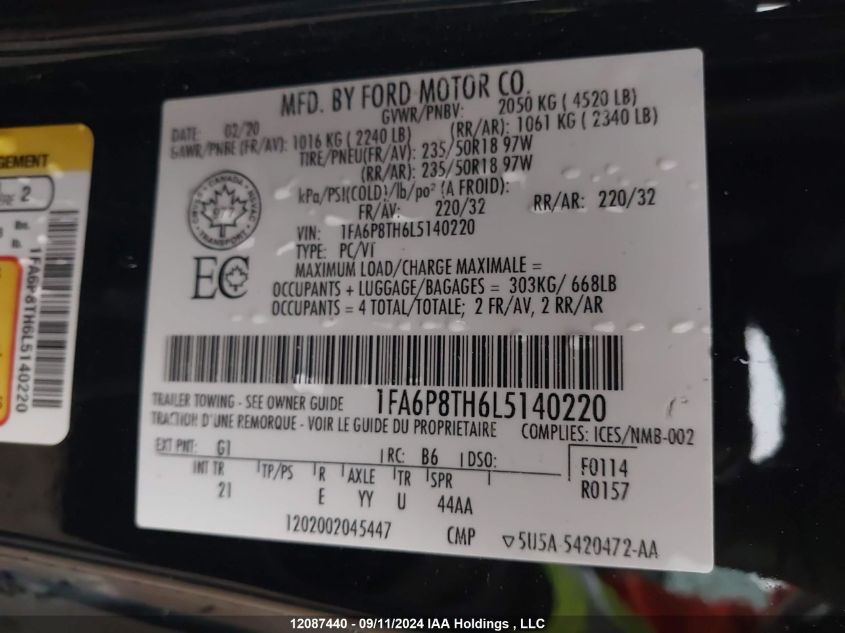 MFD. BY FORD MOTOR CO.
DATE: 02/20 GVWR/PNBV: 2050 KG ( 4520 LB)
GAWR/PNBE (FR/AV): 1016 KG ( 2240 LB) (RR/AR): 1061 KG ( 2340 LB)
TIRE/PNEU(FR/AV): 235/50R18 97W
(RR/AR): 235/50R18 97W
kPa/PSI(COLD)/lb/po² (A FROID):
FR/AV: 220/32 RR/AR: 220/32
VIN: 1FA6P8TH6L5140220
TYPE: PC/VT
MAXIMUM LOAD/CHARGE MAXIMALE =
OCCUPANTS + LUGGAGE/BAGAGES = 303KG/ 668LB
OCCUPANTS = 4 TOTAL/TOTALE; 2 FR/AV, 2 RR/AR
CANADA
TRANSPORT
EC
TRAILER TOWING - SEE OWNER GUIDE 1FA6P8TH6L5140220
TRACTION D'UNE REMORQUE - VOIR LE GUIDE DU PROPRIETAIRE COMPLIES: ICES/NMB-002
EXT PNT: G1 RC: B6 DSO: F0114
INT TR TP/PS R AXLE TR SPR R0157
21 E YY U 44AA
1202002045447 CMP 5U5A-5420472-AA
GEMENT
2
lbs.
lb.
1FA6P8TH6L5140220
12087440 - 09/11/2024 IAA Holdings , LLC